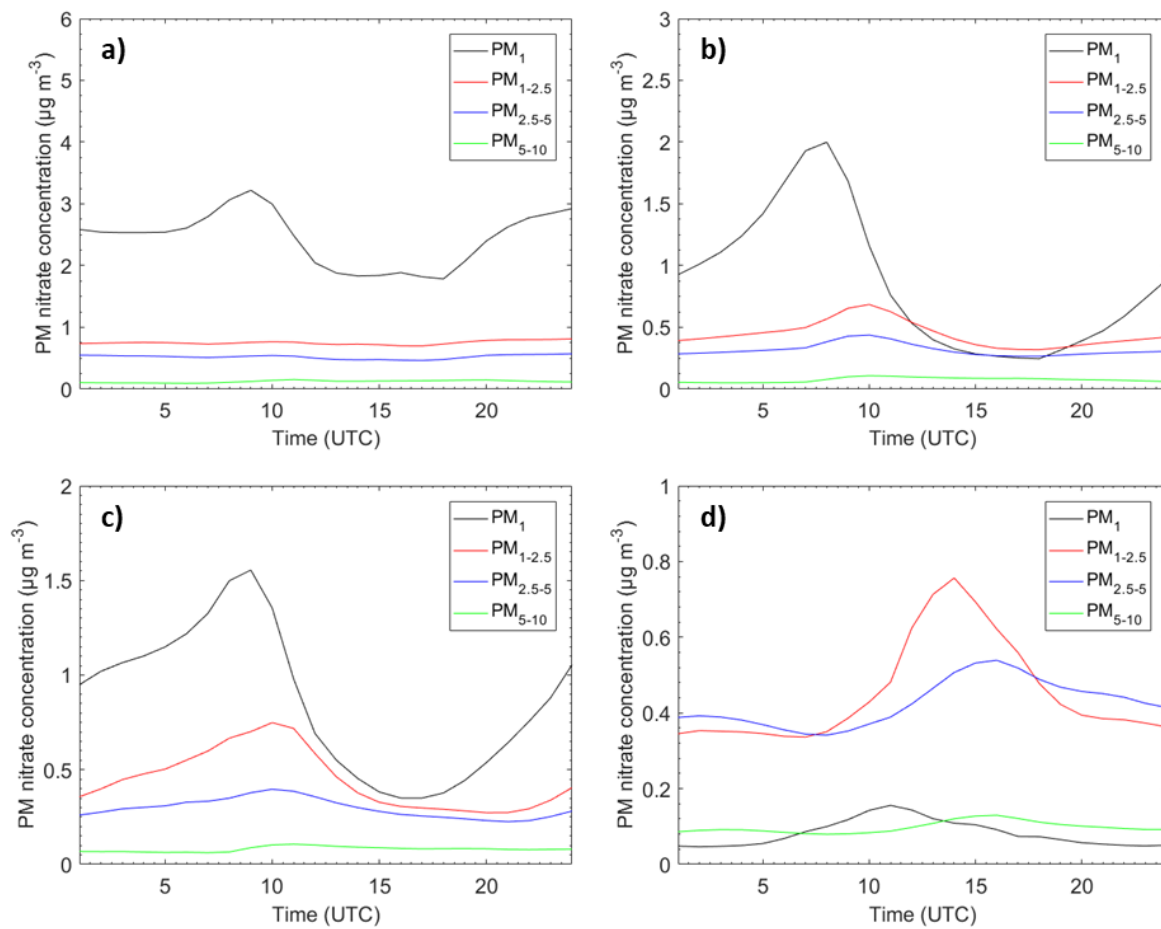 a)
PM nitrate concentration (µg m⁻³)
6
5
4
3
2
1
0
5 10 15 20
Time (UTC)
PM₁
PM₁₋₂.₅
PM₂.₅₋₅
PM₅₋₁₀
b)
PM nitrate concentration (µg m⁻³)
3
2.5
2
1.5
1
0.5
0
5 10 15 20
Time (UTC)
PM₁
PM₁₋₂.₅
PM₂.₅₋₅
PM₅₋₁₀
c)
PM nitrate concentration (µg m⁻³)
2
1.5
1
0.5
0
5 10 15 20
Time (UTC)
PM₁
PM₁₋₂.₅
PM₂.₅₋₅
PM₅₋₁₀
d)
PM nitrate concentration (µg m⁻³)
1
0.8
0.6
0.4
0.2
0
5 10 15 20
Time (UTC)
PM₁
PM₁₋₂.₅
PM₂.₅₋₅
PM₅₋₁₀